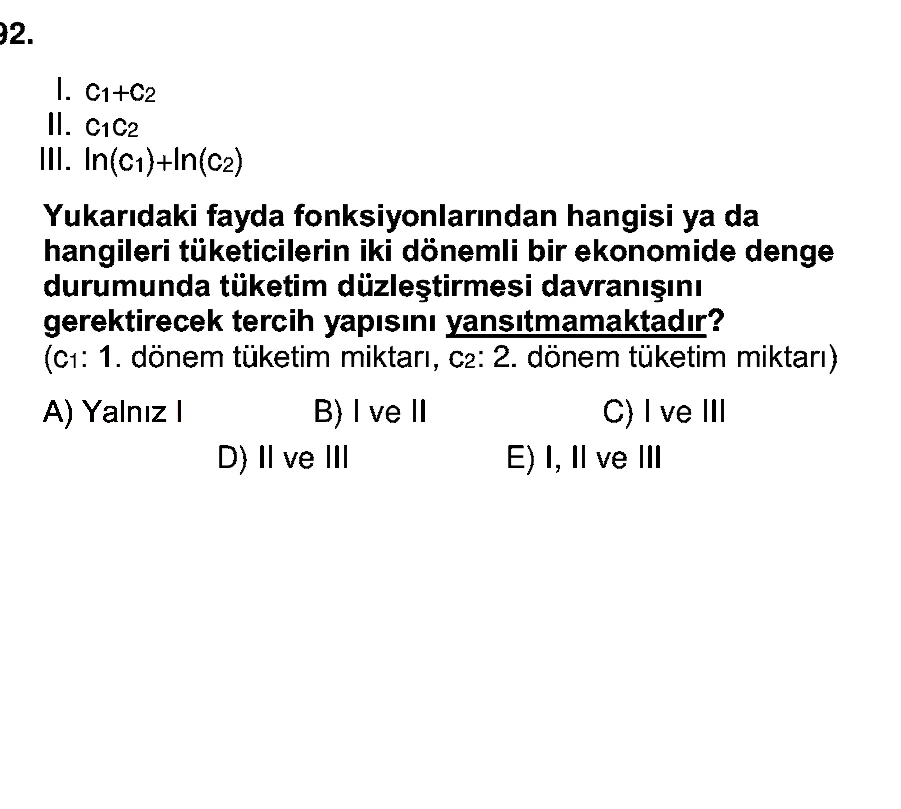 92.
I. c₁+c₂
II. c₁c₂
III. ln(c₁)+ln(c₂)
Yukarıdaki fayda fonksiyonlarından hangisi ya da
hangileri tüketicilerin iki dönemli bir ekonomide denge
durumunda tüketim düzleştirmesi davranışını
gerektirecek tercih yapısını yansıtmamaktadır?
(c₁: 1. dönem tüketim miktarı, c₂: 2. dönem tüketim miktarı)
A) Yalnız I B) I ve II C) I ve III
D) II ve III E) I, II ve III